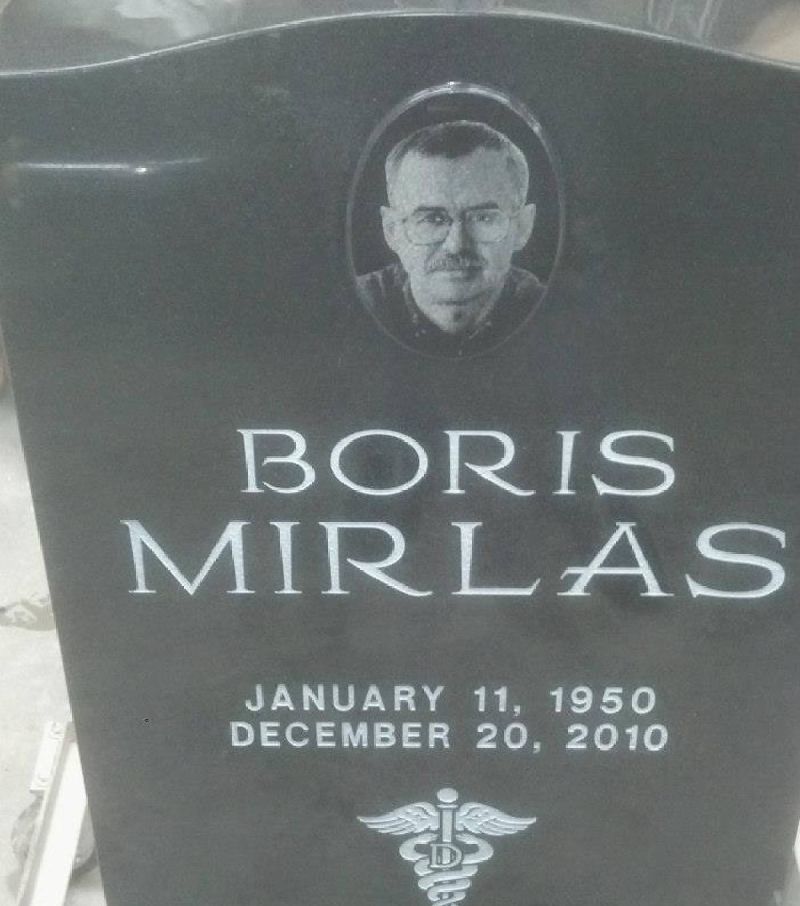 BORIS
MIRLAS
JANUARY 11, 1950
DECEMBER 20, 2010
D